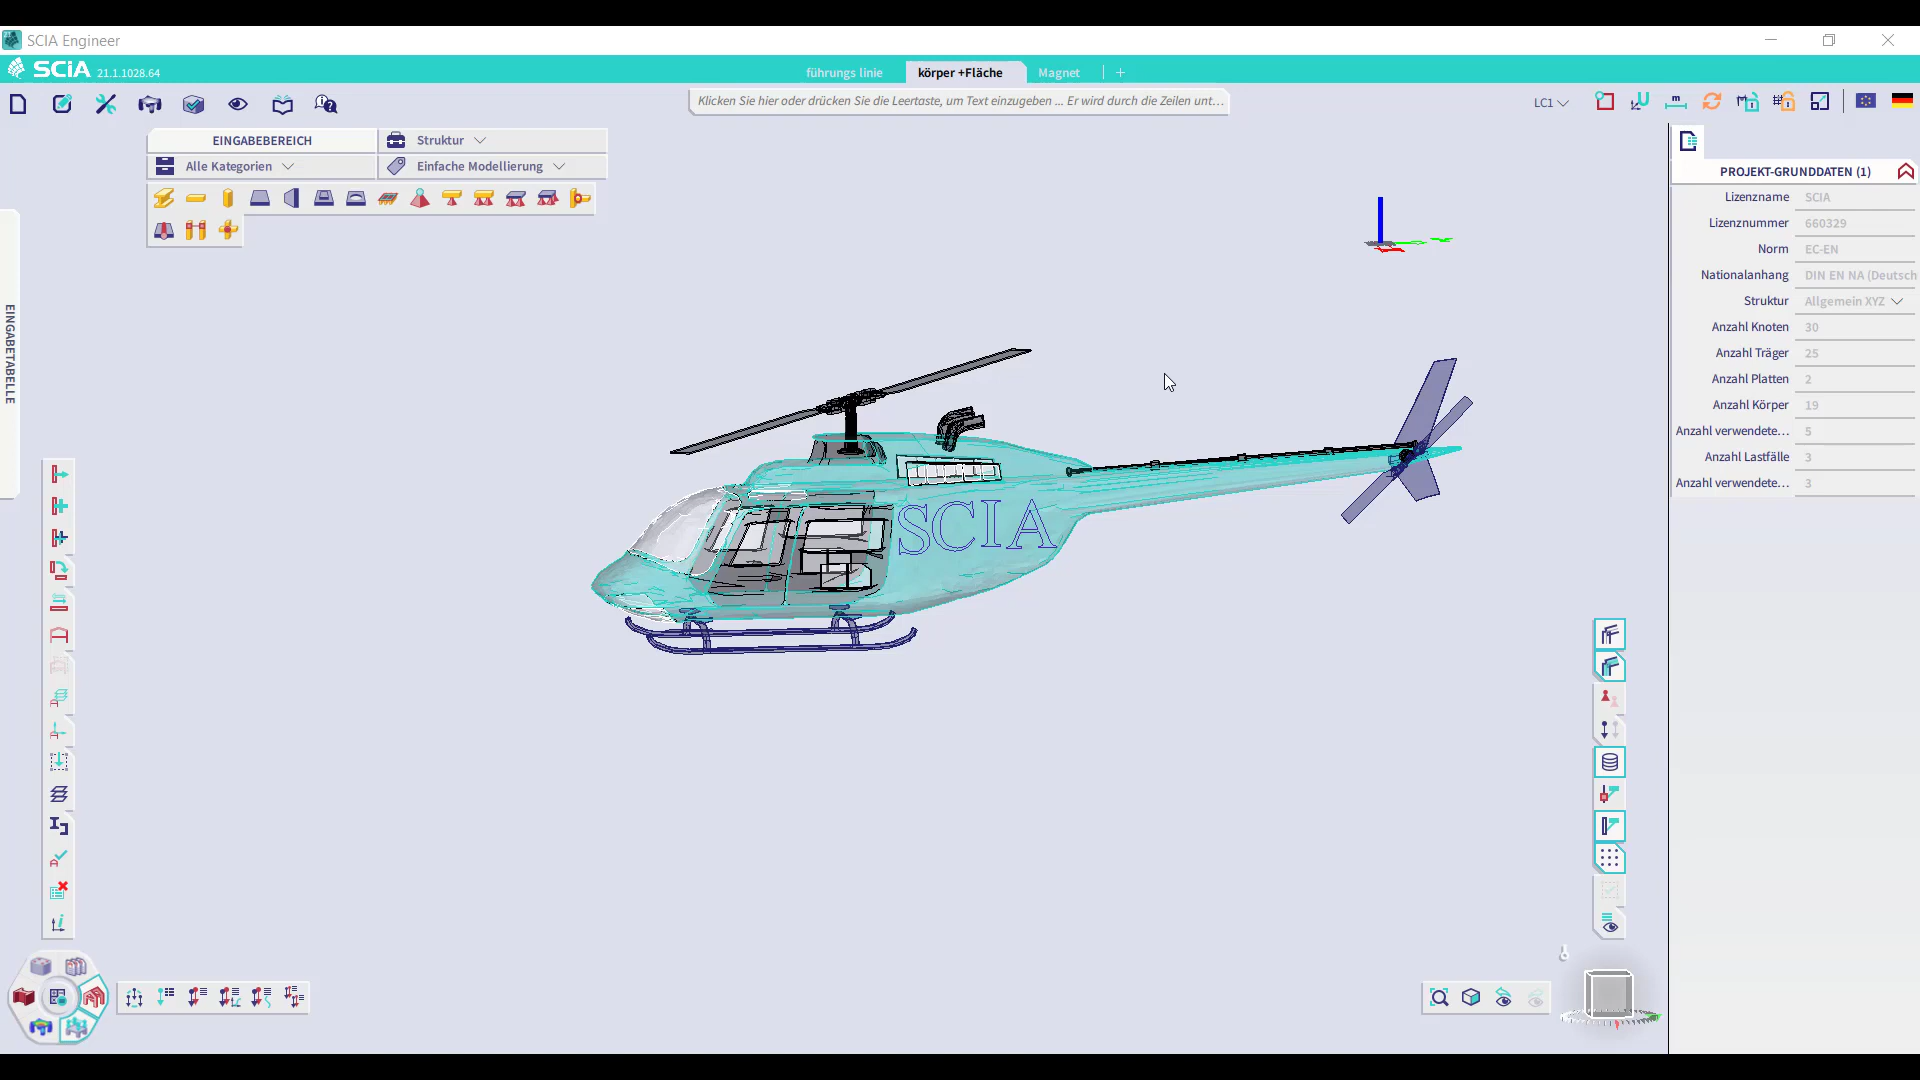 SCIA Engineer
SCiA 21.1.1028.64
führungs linie
körper +Fläche
Magnet
+
Klicken Sie hier oder drücken Sie die Leertaste, um Text einzugeben ... Er wird durch die Zeilen unt...
LC1
EINGABEBEREICH
Struktur
Alle Kategorien
Einfache Modellierung
EINGABETABELLE
SCIA
PROJEKT-GRUNDDATEN (1)
Lizenzname SCIA
Lizenznummer 660329
Norm EC-EN
Nationalanhang DIN EN NA (Deutsch
Struktur Allgemein XYZ
Anzahl Knoten 30
Anzahl Träger 25
Anzahl Platten 2
Anzahl Körper 19
Anzahl verwendete... 5
Anzahl Lastfälle 3
Anzahl verwendete... 3